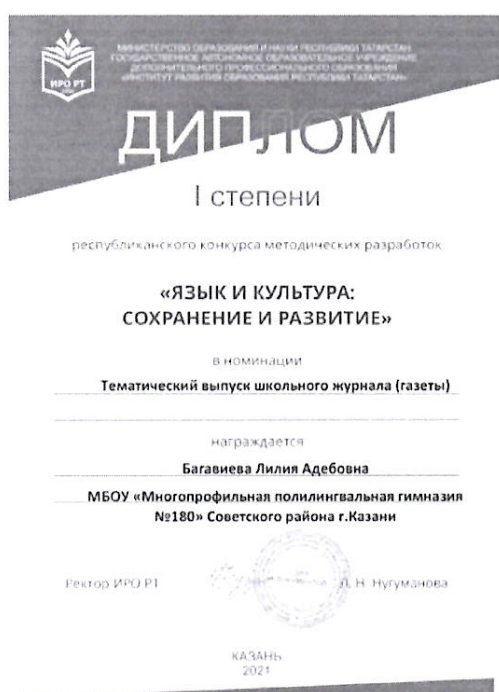 МИНИСТЕРСТВО ОБРАЗОВАНИЯ И НАУКИ РЕСПУБЛИКИ ТАТАРСТАН
ГОСУДАРСТВЕННОЕ АВТОНОМНОЕ ОБРАЗОВАТЕЛЬНОЕ УЧРЕЖДЕНИЕ
ДОПОЛНИТЕЛЬНОГО ПРОФЕССИОНАЛЬНОГО ОБРАЗОВАНИЯ
«ИНСТИТУТ РАЗВИТИЯ ОБРАЗОВАНИЯ РЕСПУБЛИКИ ТАТАРСТАН»
ИРО РТ
ДИПЛОМ
I степени
республиканского конкурса методических разработок
«ЯЗЫК И КУЛЬТУРА:
СОХРАНЕНИЕ И РАЗВИТИЕ»
в номинации
Тематический выпуск школьного журнала (газеты)
награждается
Багавиева Лилия Адебовна
МБОУ «Многопрофильная полилингвальная гимназия
№180» Советского района г.Казани
Ректор ИРО РТ
Л. Н. Нугуманова
КАЗАНЬ
2021